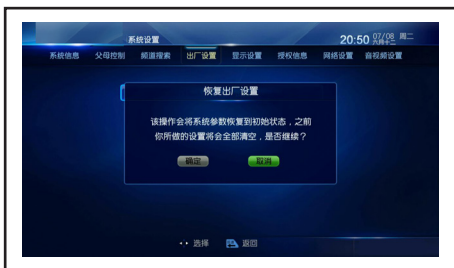 系统设置
20:50 07/08 周二
六月十二
系统信息 父母控制 频道搜索 出厂设置 显示设置 授权信息 网络设置 音视频设置
恢复出厂设置
该操作会将系统参数恢复到初始状态，之前
你所做的设置将会全部清空，是否继续？
确定 取消
选择 返回